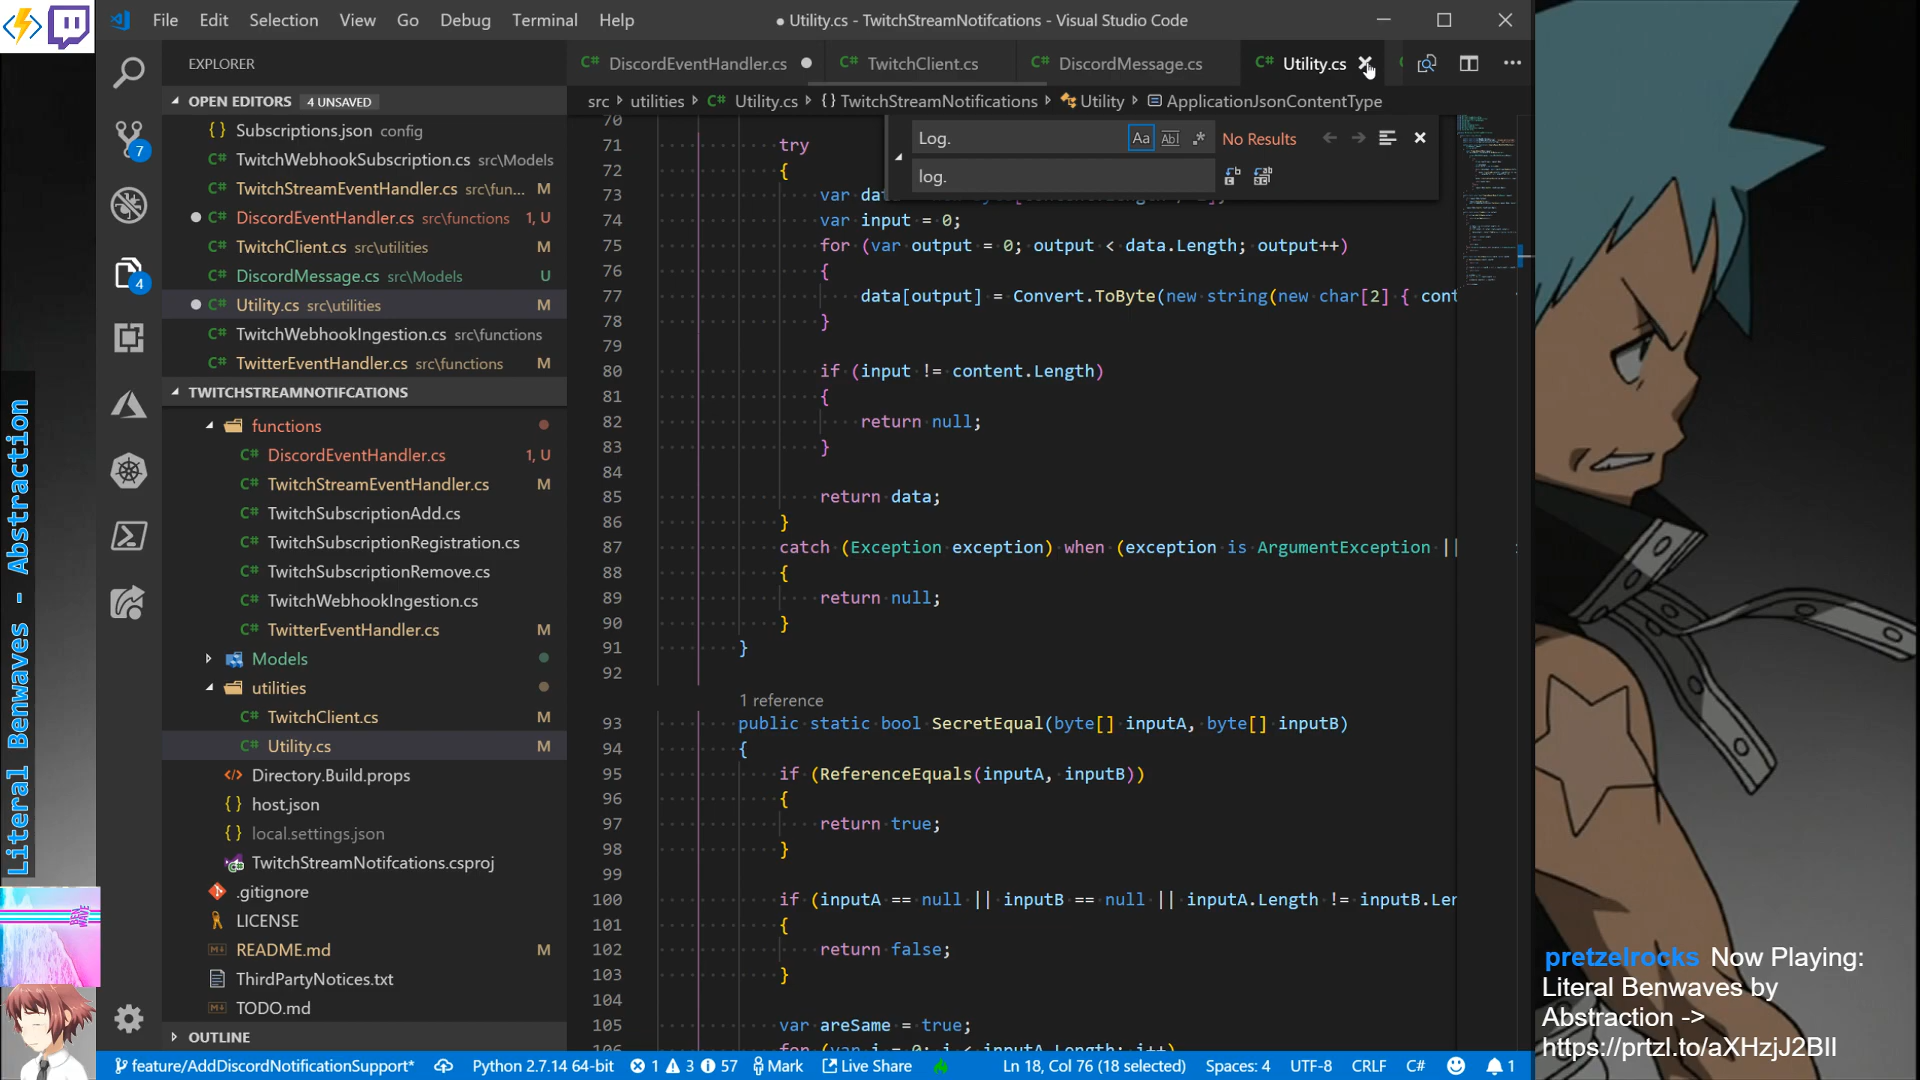 File Edit Selection View Go Debug Terminal Help
● Utility.cs - TwitchStreamNotifcations - Visual Studio Code
EXPLORER
OPEN EDITORS 4 UNSAVED
Subscriptions.json config
TwitchWebhookSubscription.cs src\Models
TwitchStreamEventHandler.cs src\fun... M
DiscordEventHandler.cs src\functions 1, U
TwitchClient.cs src\utilities M
DiscordMessage.cs src\Models U
Utility.cs src\utilities M
TwitchWebhookIngestion.cs src\functions
TwitterEventHandler.cs src\functions M
TWITCHSTREAMNOTIFCATIONS
functions
DiscordEventHandler.cs 1, U
TwitchStreamEventHandler.cs M
TwitchSubscriptionAdd.cs
TwitchSubscriptionRegistration.cs
TwitchSubscriptionRemove.cs
TwitchWebhookIngestion.cs
TwitterEventHandler.cs M
Models
utilities
TwitchClient.cs M
Utility.cs M
Directory.Build.props
host.json
local.settings.json
TwitchStreamNotifcations.csproj
.gitignore
LICENSE
README.md M
ThirdPartyNotices.txt
TODO.md
OUTLINE
7
4
DiscordEventHandler.cs TwitchClient.cs DiscordMessage.cs Utility.cs
src utilities Utility.cs {} TwitchStreamNotifications Utility ApplicationJsonContentType
Log. Aa Abl .* No Results
log.
70
71 try
72 {
73 var
74 var input = 0;
75 for (var output = 0; output < data.Length; output++)
76 {
77 data[output] = Convert.ToByte(new string(new char[2] { cont
78 }
79
80 if (input != content.Length)
81 {
82 return null;
83 }
84
85 return data;
86 }
87 catch (Exception exception) when (exception is ArgumentException ||
88 {
89 return null;
90 }
91 }
92
1 reference
93 public static bool SecretEqual(byte[] inputA, byte[] inputB)
94 {
95 if (ReferenceEquals(inputA, inputB))
96 {
97 return true;
98 }
99
100 if (inputA == null || inputB == null || inputA.Length != inputB.Len
101 {
102 return false;
103 }
104
105 var areSame = true;
106 for (var i = 0; i < inputA.Length; i++)
feature/AddDiscordNotificationSupport* Python 2.7.14 64-bit 1 3 57 Mark Live Share Ln 18, Col 76 (18 selected) Spaces: 4 UTF-8 CRLF C# 1
Literal Benwaves - Abstraction
pretzelrocks Now Playing:
Literal Benwaves by
Abstraction ->
https://prtzl.to/aXHzjJ2BIl